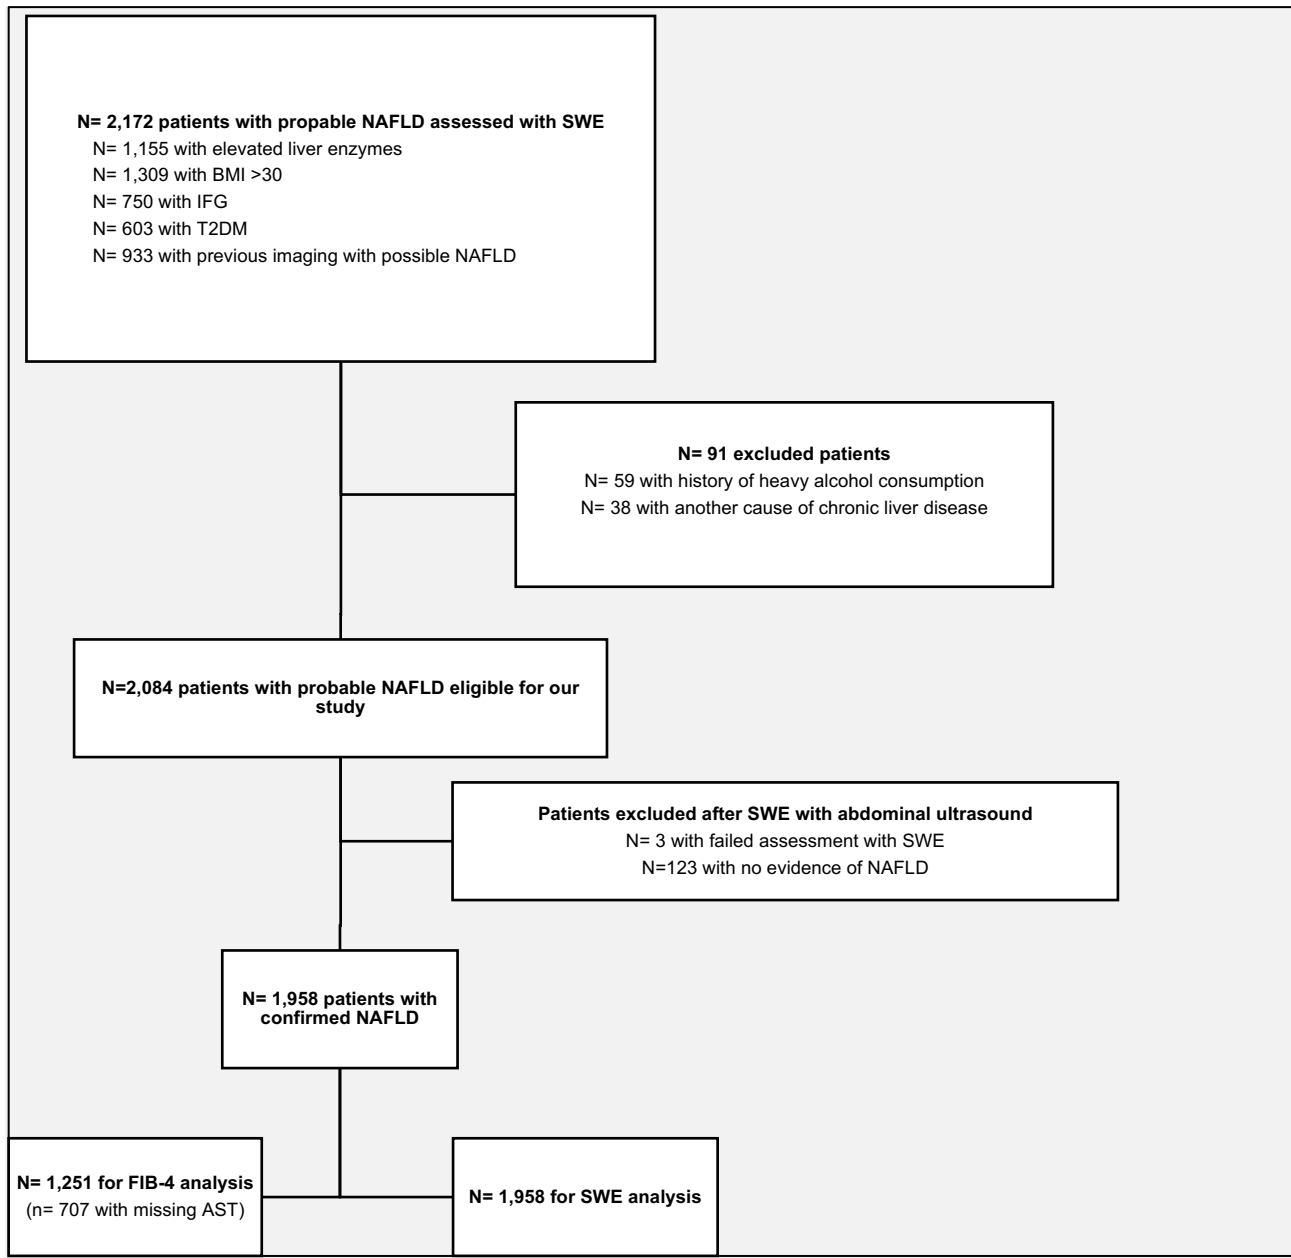 N= 2,172 patients with propable NAFLD assessed with SWE
N= 1,155 with elevated liver enzymes
N= 1,309 with BMI >30
N= 750 with IFG
N= 603 with T2DM
N= 933 with previous imaging with possible NAFLD
N= 91 excluded patients
N= 59 with history of heavy alcohol consumption
N= 38 with another cause of chronic liver disease
N=2,084 patients with probable NAFLD eligible for our
study
Patients excluded after SWE with abdominal ultrasound
N= 3 with failed assessment with SWE
N=123 with no evidence of NAFLD
N= 1,958 patients with
confirmed NAFLD
N= 1,251 for FIB-4 analysis
(n= 707 with missing AST)
N= 1,958 for SWE analysis